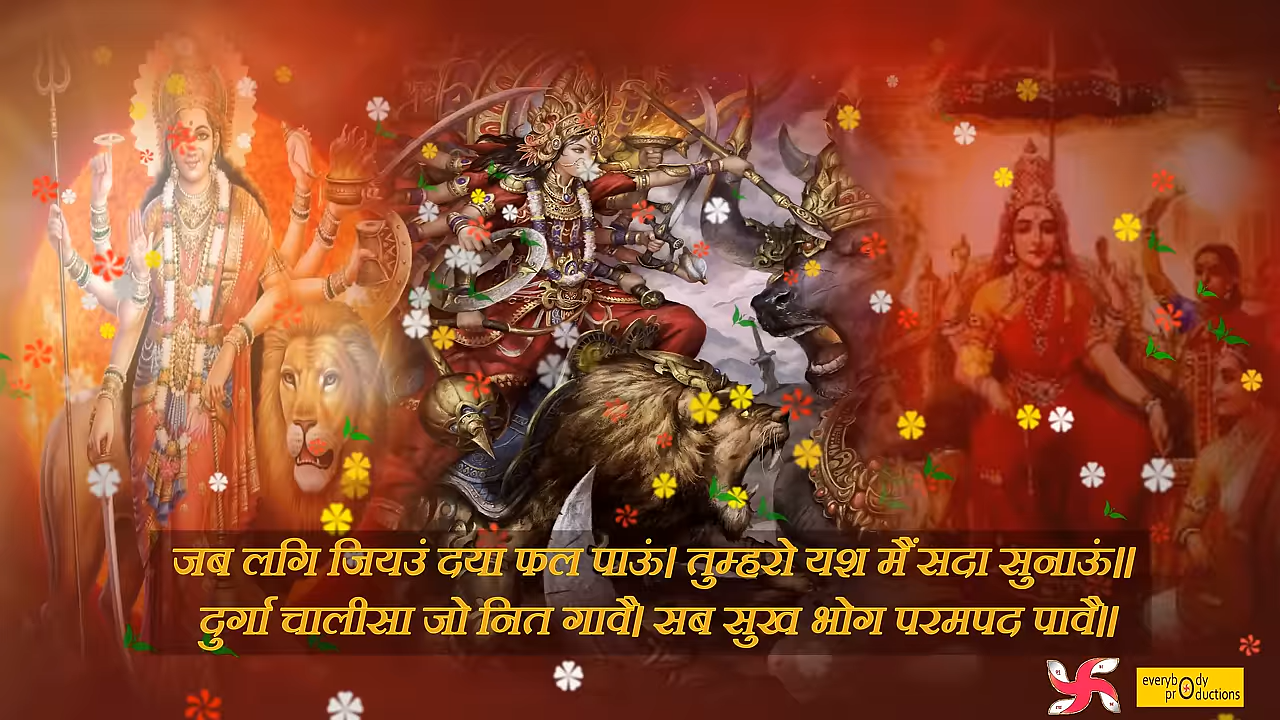 जब लगि जियउं दया फल पाऊं। तुम्हरो यश मैं सदा सुनाऊं॥
दुर्गा चालीसा जो नित गावै। सब सुख भोग परमपद पावै॥
everybody
productions